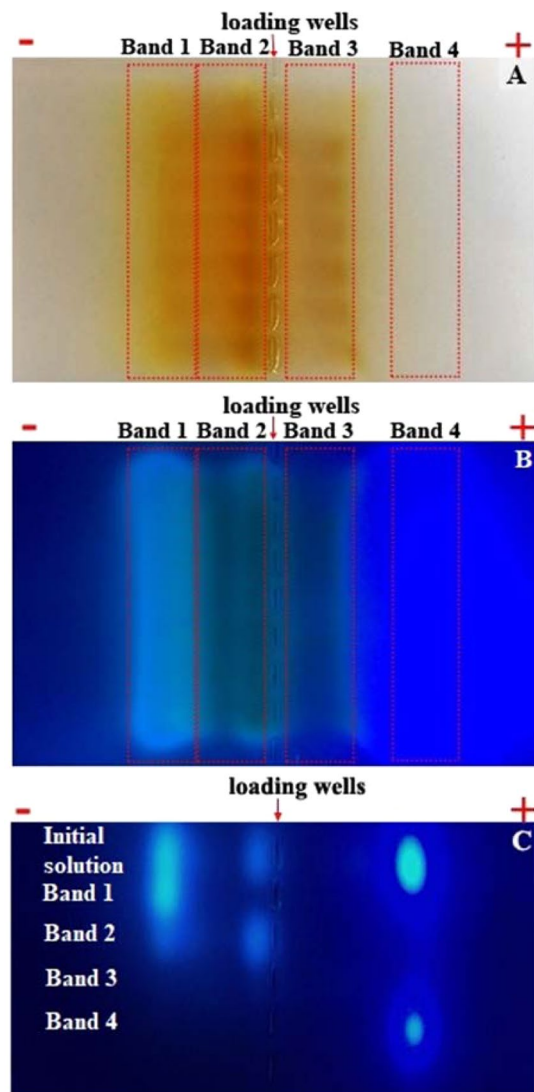 loading wells
- Band 1 Band 2 Band 3 Band 4 +
A
loading wells
- Band 1 Band 2 Band 3 Band 4 +
B
loading wells
- +
Initial C
solution
Band 1
Band 2
Band 3
Band 4